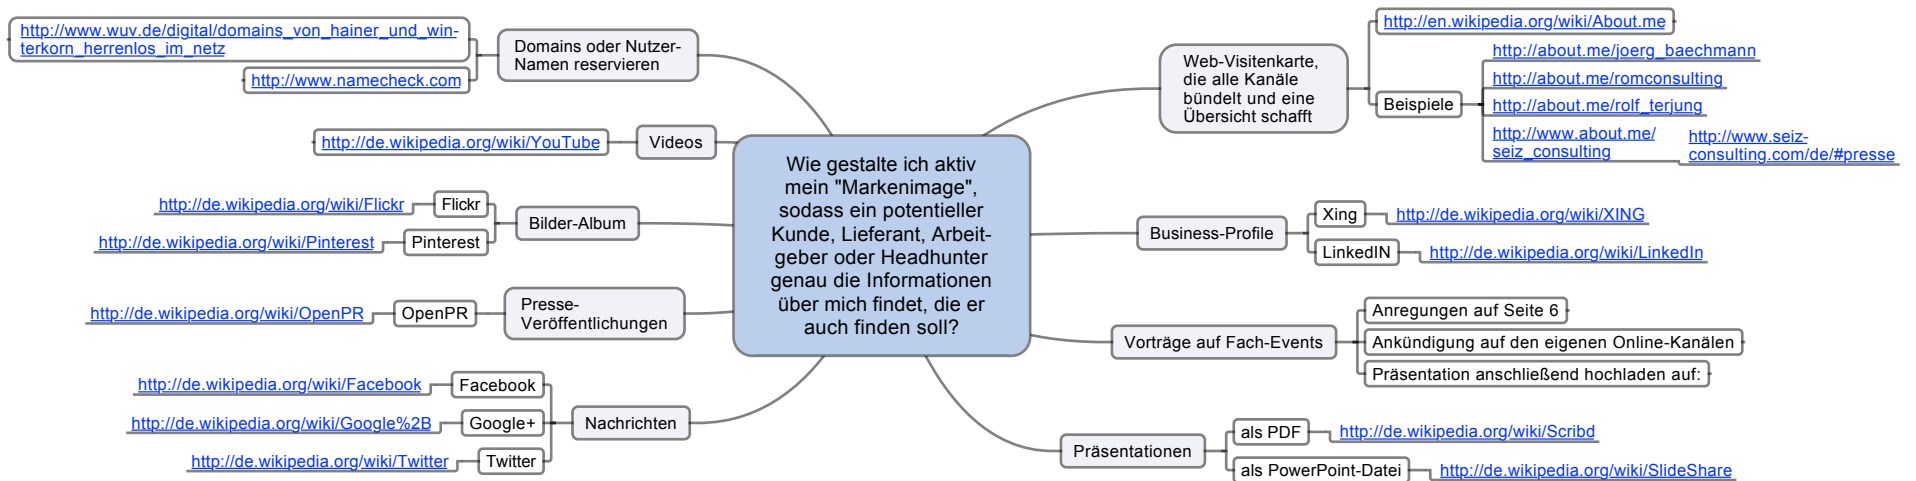 Wie gestalte ich aktiv
mein "Markenimage",
sodass ein potentieller
Kunde, Lieferant, Arbeit-
geber oder Headhunter
genau die Informationen
über mich findet, die er
auch finden soll?
Domains oder Nutzer-
Namen reservieren
http://www.wuv.de/digital/domains_von_hainer_und_win-
terkorn_herrenlos_im_netz
http://www.namecheck.com
Videos
http://de.wikipedia.org/wiki/YouTube
Bilder-Album
Flickr
http://de.wikipedia.org/wiki/Flickr
Pinterest
http://de.wikipedia.org/wiki/Pinterest
Presse-
Veröffentlichungen
OpenPR
http://de.wikipedia.org/wiki/OpenPR
Nachrichten
Facebook
http://de.wikipedia.org/wiki/Facebook
Google+
http://de.wikipedia.org/wiki/Google%2B
Twitter
http://de.wikipedia.org/wiki/Twitter
Web-Visitenkarte,
die alle Kanäle
bündelt und eine
Übersicht schafft
http://en.wikipedia.org/wiki/About.me
Beispiele
http://about.me/joerg_baechmann
http://about.me/romconsulting
http://about.me/rolf_terjung
http://www.about.me/
seiz_consulting
http://www.seiz-
consulting.com/de/#presse
Business-Profile
Xing
http://de.wikipedia.org/wiki/XING
LinkedIN
http://de.wikipedia.org/wiki/LinkedIn
Vorträge auf Fach-Events
Anregungen auf Seite 6
Ankündigung auf den eigenen Online-Kanälen
Präsentation anschließend hochladen auf:
Präsentationen
als PDF
http://de.wikipedia.org/wiki/Scribd
als PowerPoint-Datei
http://de.wikipedia.org/wiki/SlideShare